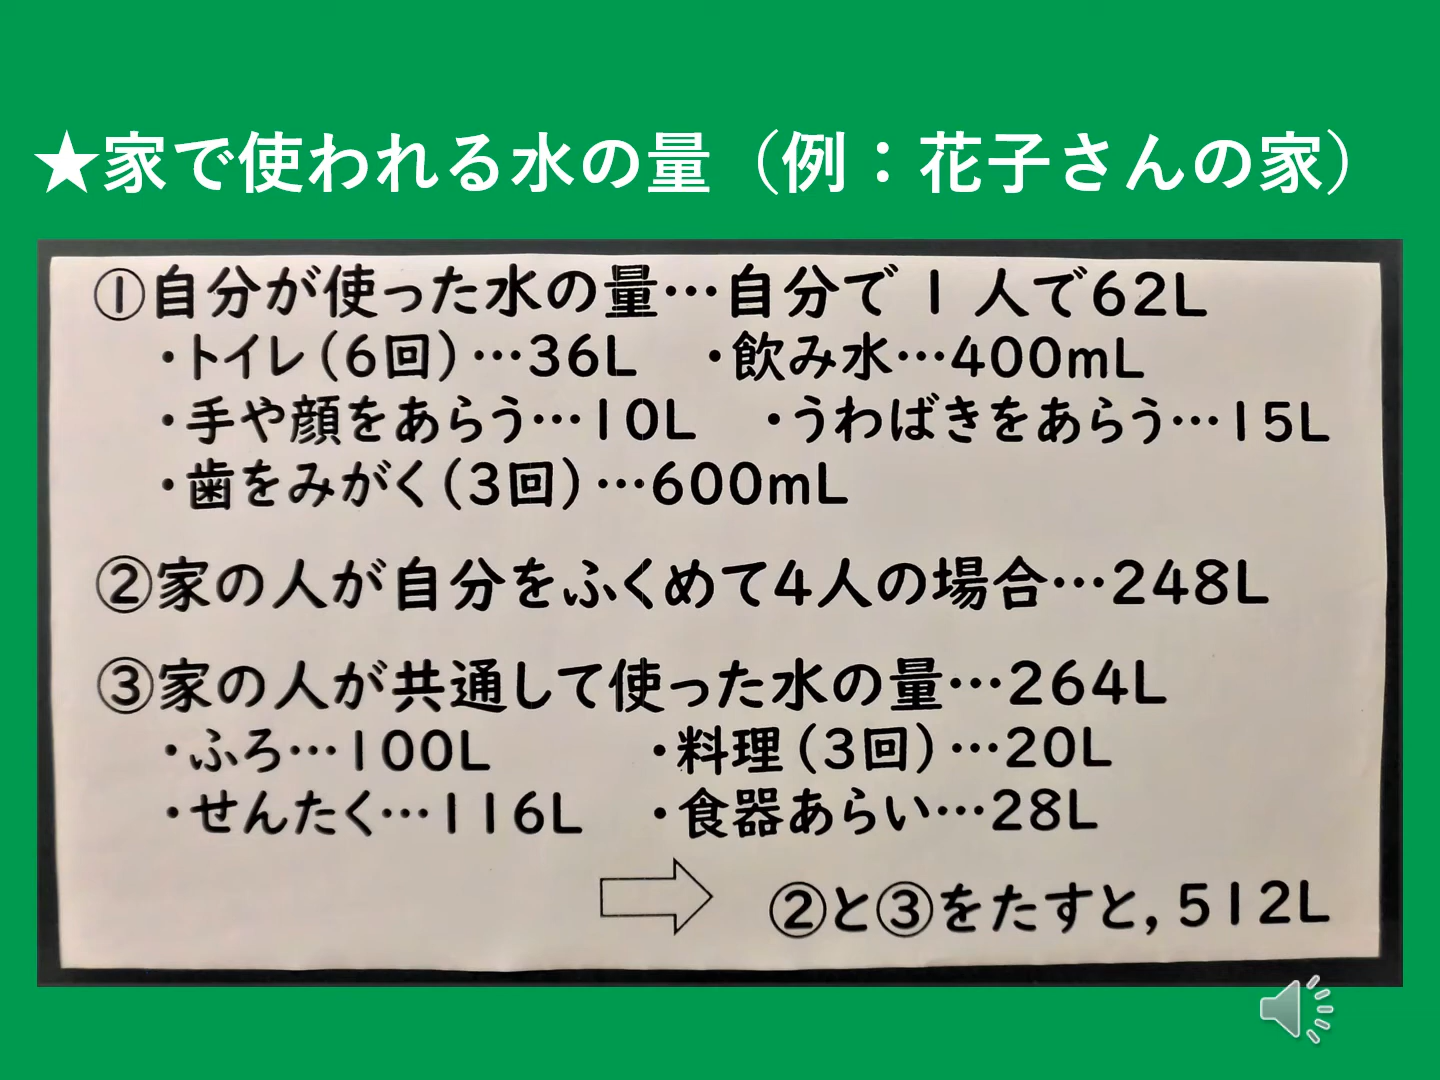 ★家で使われる水の量（例：花子さんの家）
①自分が使った水の量…自分で1人で62L
・トイレ(6回)…36L ・飲み水…400mL
・手や顔をあらう…10L ・うわばきをあらう…15L
・歯をみがく(3回)…600mL
②家の人が自分をふくめて4人の場合…248L
③家の人が共通して使った水の量…264L
・ふろ…100L ・料理(3回)…20L
・せんたく…116L ・食器あらい…28L
②と③をたすと,512L